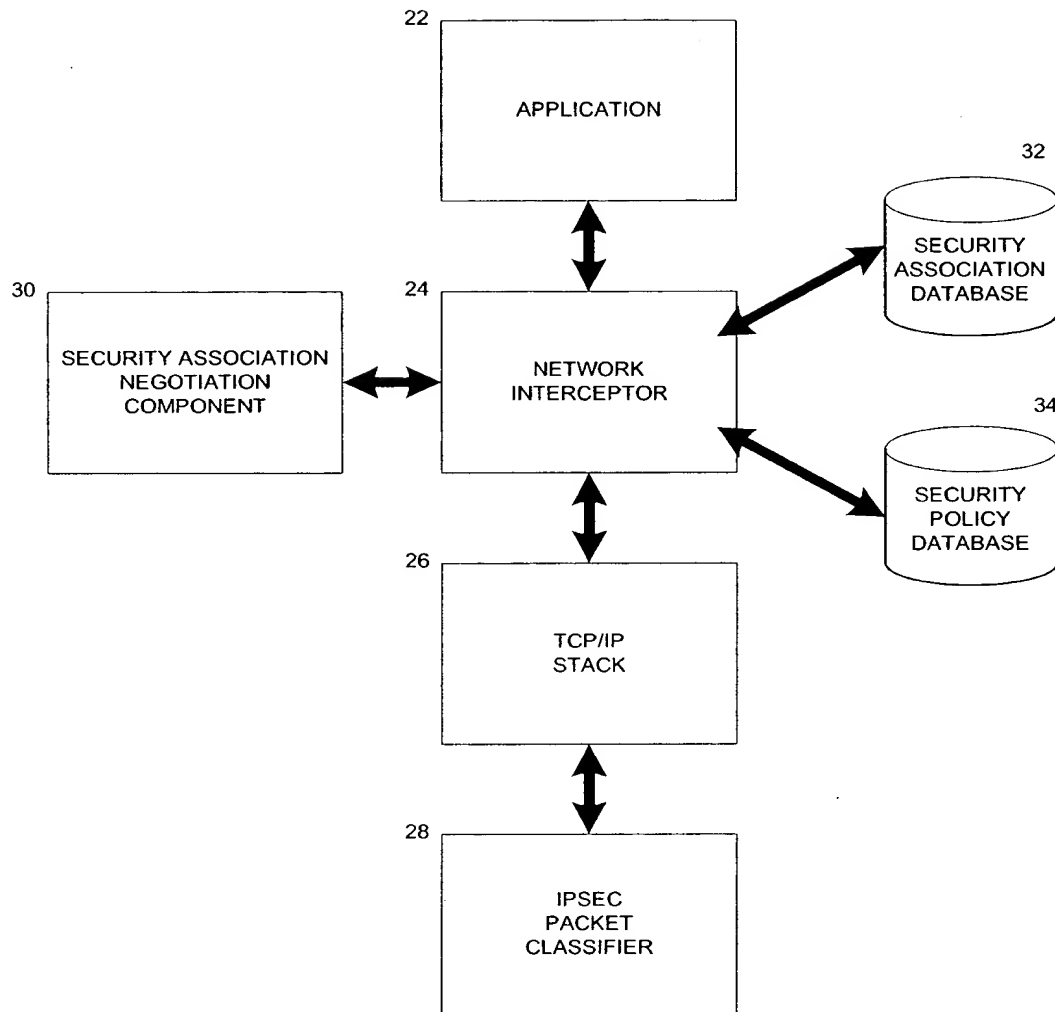 22
APPLICATION
32
SECURITY
ASSOCIATION
DATABASE
30
SECURITY ASSOCIATION
NEGOTIATION
COMPONENT
24
NETWORK
INTERCEPTOR
34
SECURITY
POLICY
DATABASE
26
TCP/IP
STACK
28
IPSEC
PACKET
CLASSIFIER